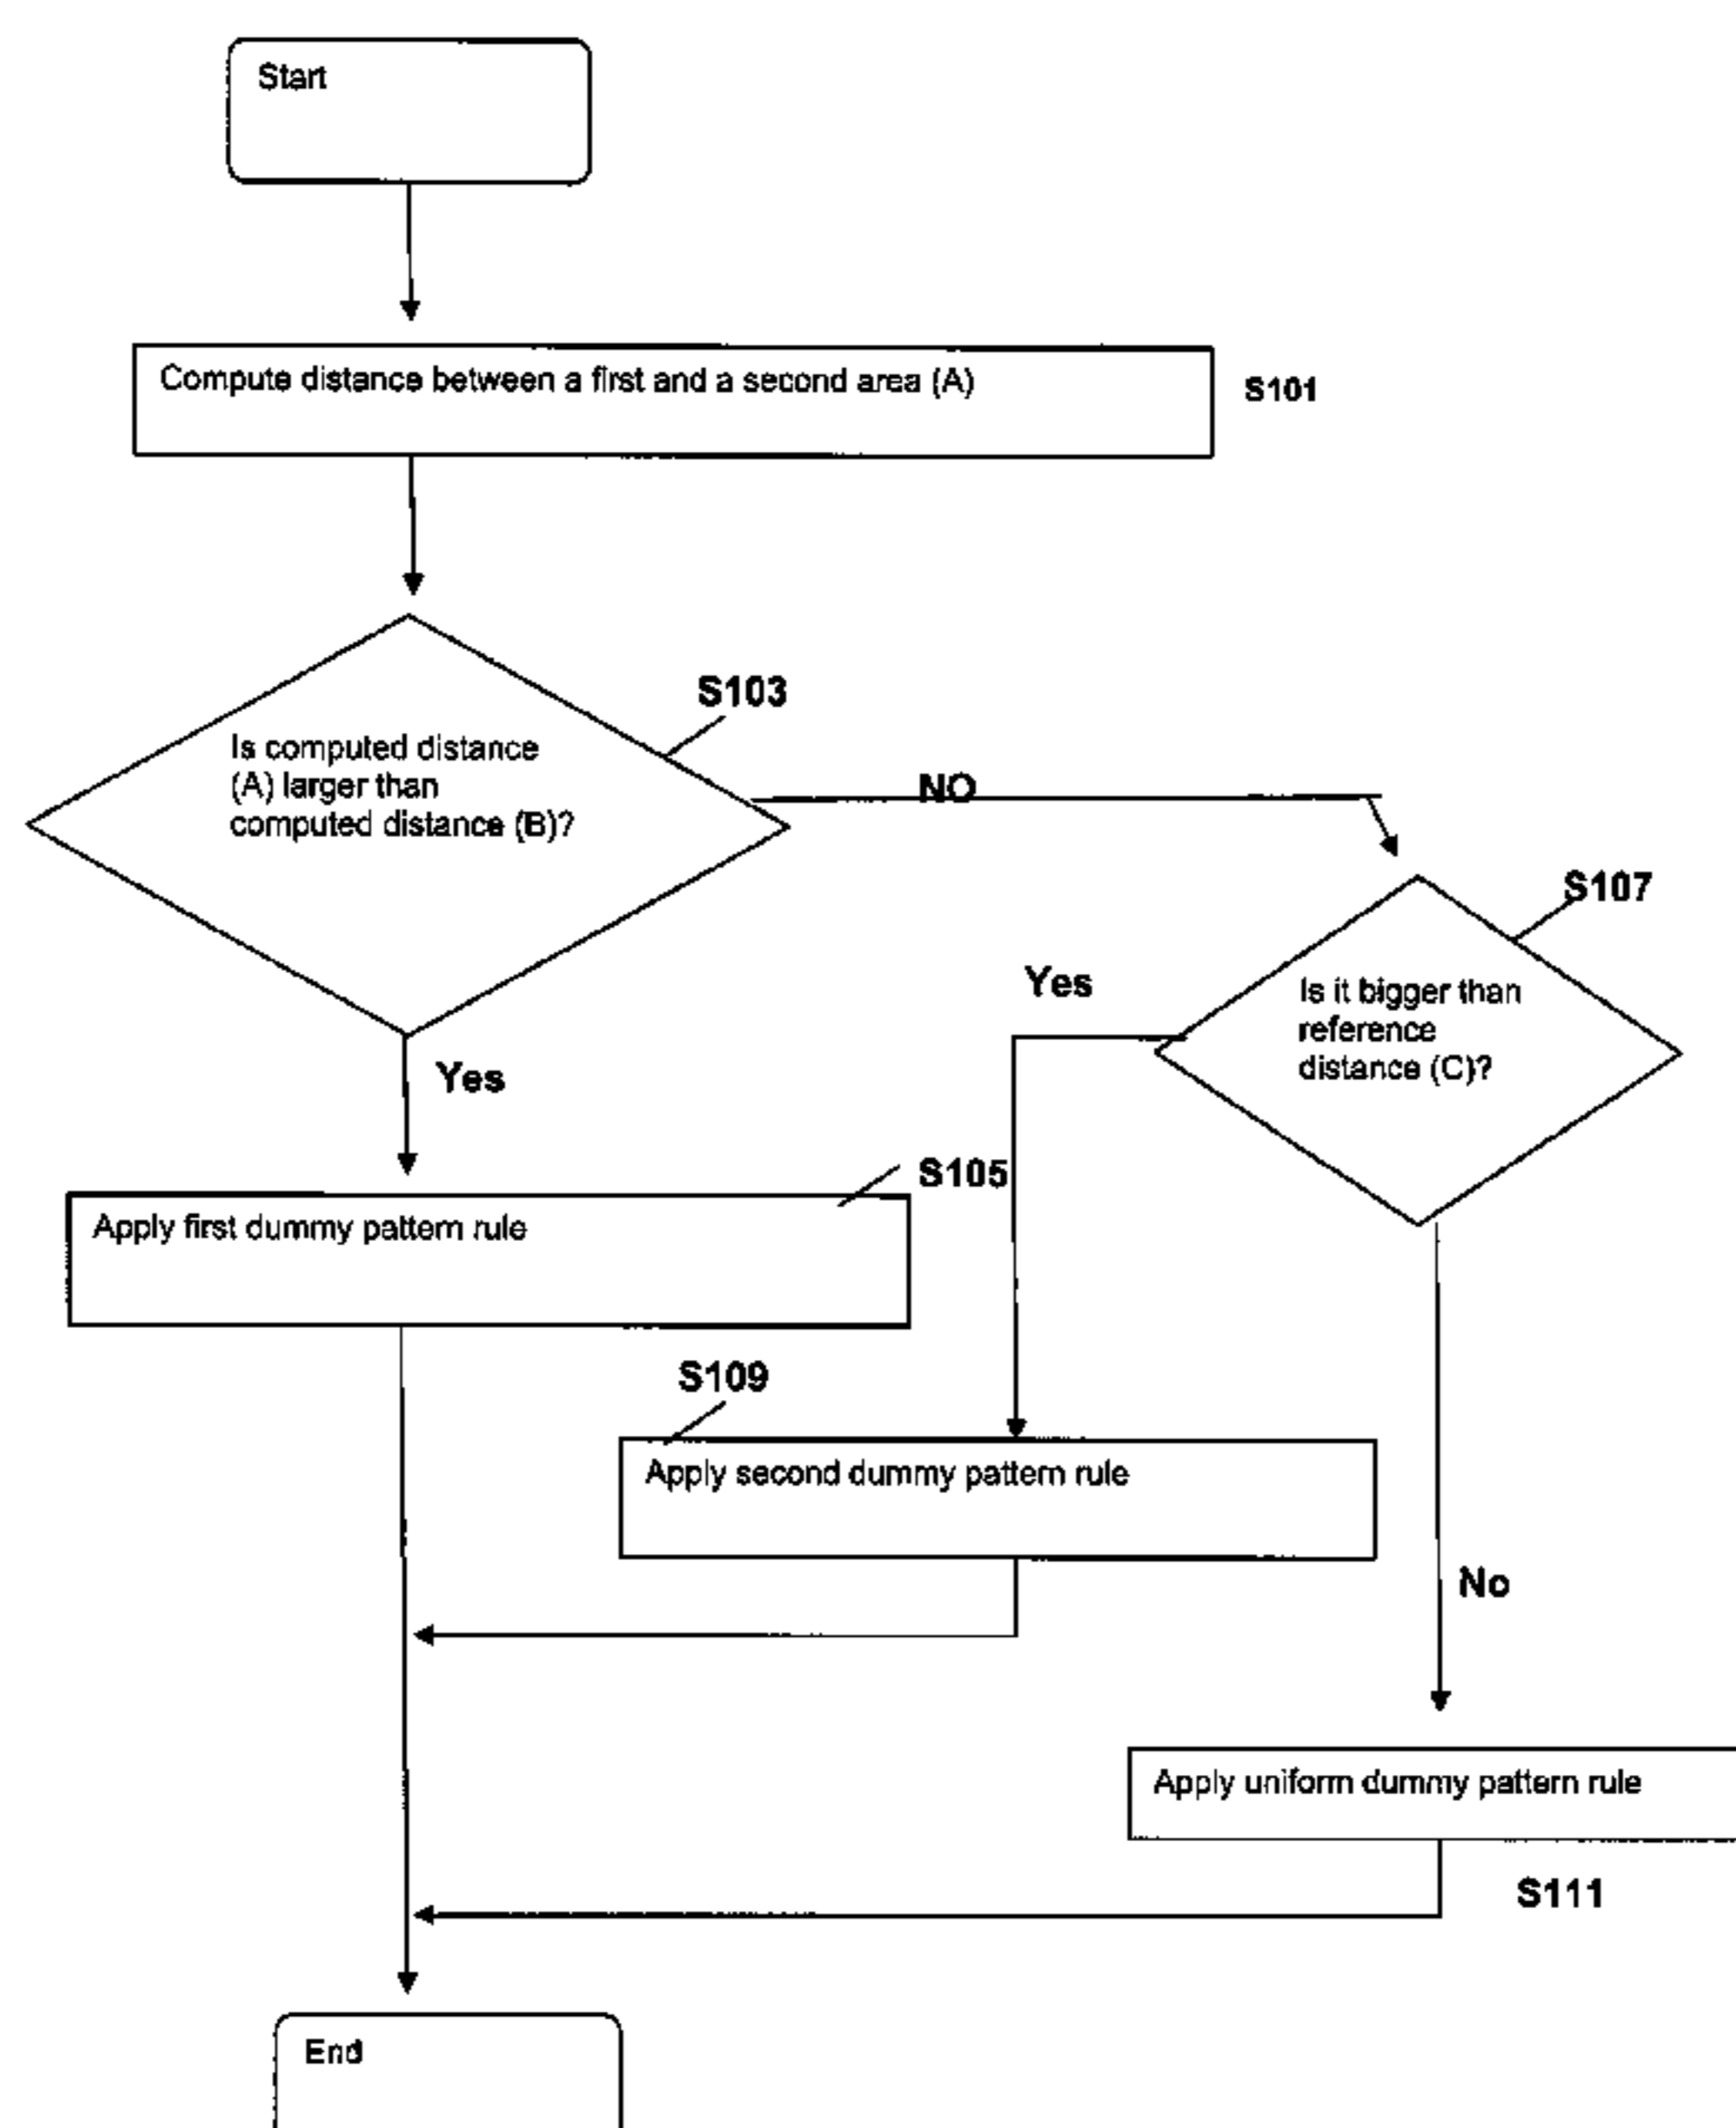 Start
Compute distance between a first and a second area (A)
S101
S103
Is computed distance
(A) larger than
computed distance (B)?
NO
S107
Yes
Is it bigger than
reference
distance (C)?
Yes
S105
Apply first dummy pattern rule
S109
Apply second dummy pattern rule
No
Apply uniform dummy pattern rule
S111
End